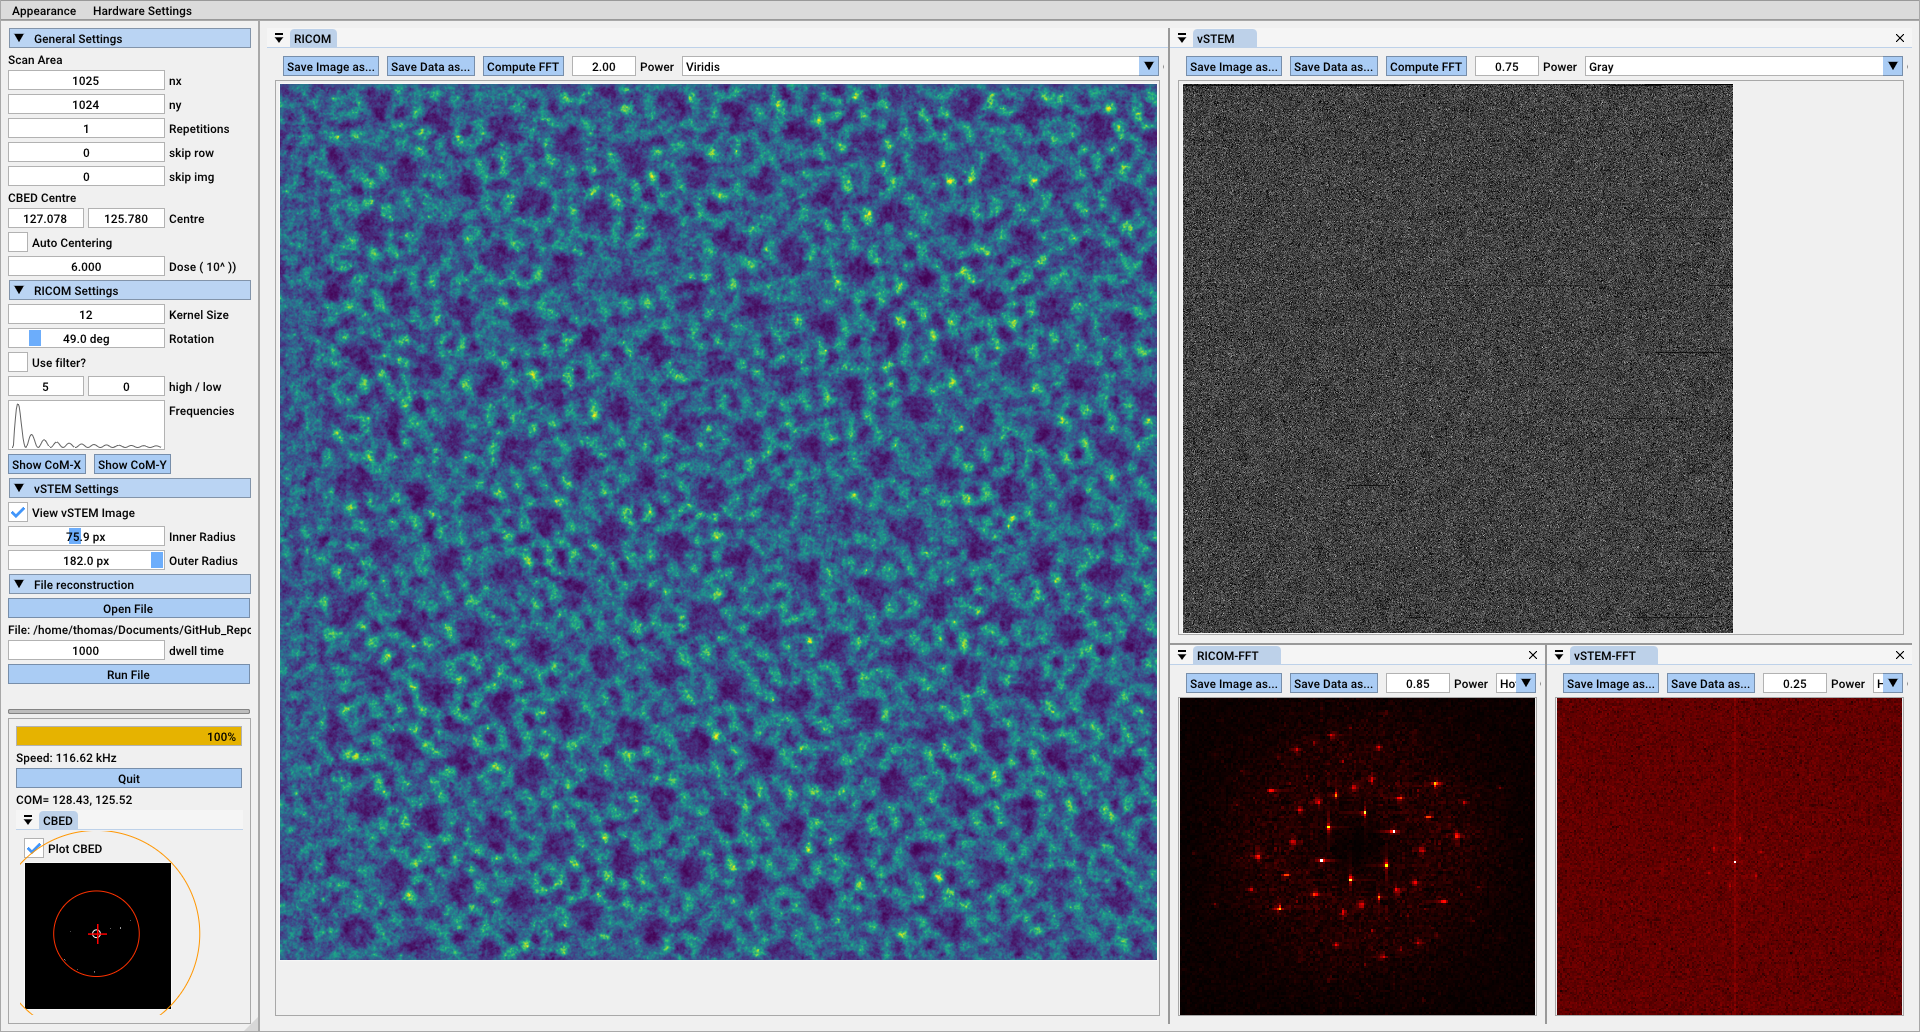 Appearance Hardware Settings
General Settings
Scan Area
1025 nx
1024 ny
1 Repetitions
0 skip row
0 skip img
CBED Centre
127.078 125.780 Centre
Auto Centering
6.000 Dose ( 10^ ))
RICOM Settings
12 Kernel Size
49.0 deg Rotation
Use filter?
5 0 high / low
Frequencies
Show CoM-X Show CoM-Y
vSTEM Settings
View vSTEM Image
75.9 px Inner Radius
182.0 px Outer Radius
File reconstruction
Open File
File: /home/thomas/Documents/GitHub_Repo
1000 dwell time
Run File
100%
Speed: 116.62 kHz
Quit
COM= 128.43, 125.52
CBED
Plot CBED
RICOM
Save Image as... Save Data as... Compute FFT 2.00 Power Viridis
vSTEM
Save Image as... Save Data as... Compute FFT 0.75 Power Gray
RICOM-FFT
Save Image as... Save Data as... 0.85 Power Ho
vSTEM-FFT
Save Image as... Save Data as... 0.25 Power H